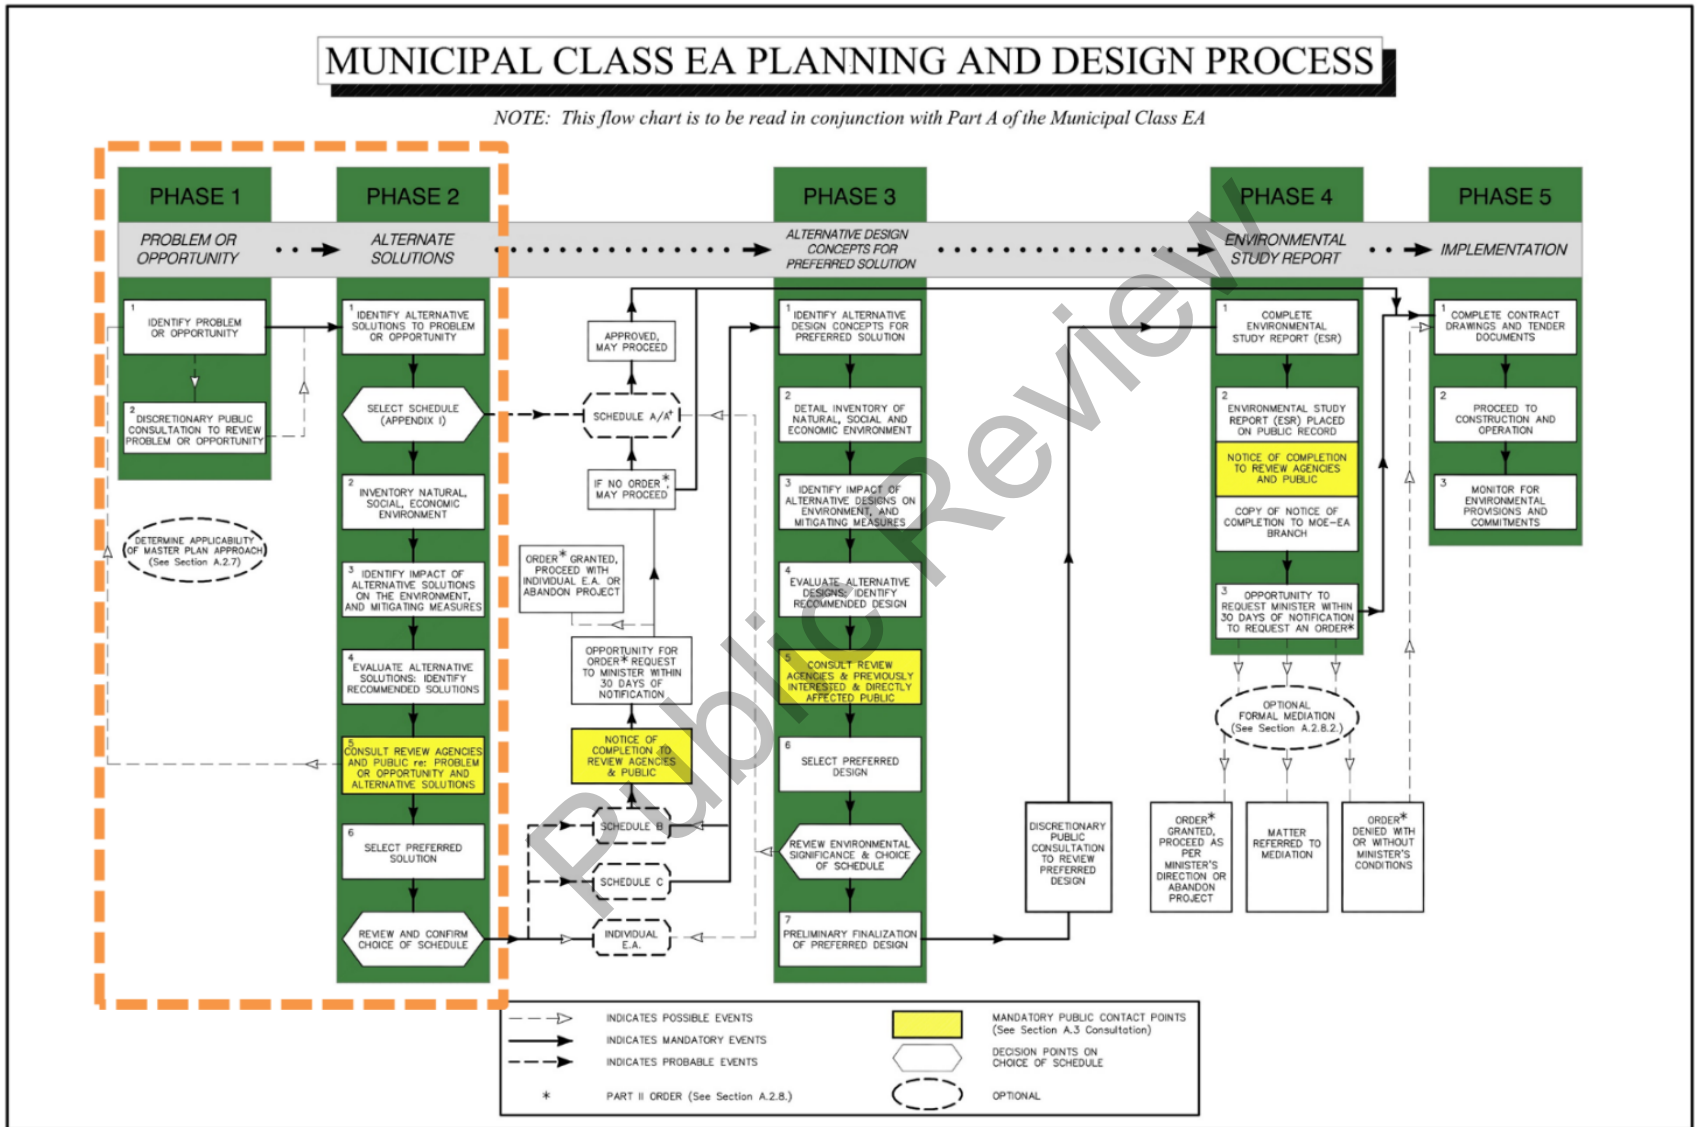 MUNICIPAL CLASS EA PLANNING AND DESIGN PROCESS
NOTE: This flow chart is to be read in conjunction with Part A of the Municipal Class EA
PHASE 1
PROBLEM OR
OPPORTUNITY
1
IDENTIFY PROBLEM
OR OPPORTUNITY
2
DISCRETIONARY PUBLIC
CONSULTATION TO REVIEW
PROBLEM OR OPPORTUNITY
DETERMINE APPLICABILITY
OF MASTER PLAN APPROACH
(See Section A.2.7)
PHASE 2
ALTERNATE
SOLUTIONS
1
IDENTIFY ALTERNATIVE
SOLUTIONS TO PROBLEM
OR OPPORTUNITY
SELECT SCHEDULE
(APPENDIX I)
2
INVENTORY NATURAL,
SOCIAL, ECONOMIC
ENVIRONMENT
3
IDENTIFY IMPACT OF
ALTERNATIVE SOLUTIONS
ON THE ENVIRONMENT,
AND MITIGATING MEASURES
4
EVALUATE ALTERNATIVE
SOLUTIONS: IDENTIFY
RECOMMENDED SOLUTIONS
5
CONSULT REVIEW AGENCIES
AND PUBLIC re: PROBLEM
OR OPPORTUNITY AND
ALTERNATIVE SOLUTIONS
6
SELECT PREFERRED
SOLUTION
REVIEW AND CONFIRM
CHOICE OF SCHEDULE
APPROVED,
MAY PROCEED
SCHEDULE A/A+
IF NO ORDER*,
MAY PROCEED
ORDER* GRANTED,
PROCEED WITH
INDIVIDUAL E.A. OR
ABANDON PROJECT
OPPORTUNITY FOR
ORDER* REQUEST
TO MINISTER WITHIN
30 DAYS OF
NOTIFICATION
NOTICE OF
COMPLETION TO
REVIEW AGENCIES
& PUBLIC
SCHEDULE B
SCHEDULE C
INDIVIDUAL
E.A.
PHASE 3
ALTERNATIVE DESIGN
CONCEPTS FOR
PREFERRED SOLUTION
1
IDENTIFY ALTERNATIVE
DESIGN CONCEPTS FOR
PREFERRED SOLUTION
2
DETAIL INVENTORY OF
NATURAL, SOCIAL AND
ECONOMIC ENVIRONMENT
3
IDENTIFY IMPACT OF
ALTERNATIVE DESIGNS ON
ENVIRONMENT, AND
MITIGATING MEASURES
4
EVALUATE ALTERNATIVE
DESIGNS: IDENTIFY
RECOMMENDED DESIGN
5
CONSULT REVIEW
AGENCIES & PREVIOUSLY
INTERESTED & DIRECTLY
AFFECTED PUBLIC
6
SELECT PREFERRED
DESIGN
REVIEW ENVIRONMENTAL
SIGNIFICANCE & CHOICE
OF SCHEDULE
7
PRELIMINARY FINALIZATION
OF PREFERRED DESIGN
DISCRETIONARY
PUBLIC
CONSULTATION
TO REVIEW
PREFERRED
DESIGN
PHASE 4
ENVIRONMENTAL
STUDY REPORT
1
COMPLETE
ENVIRONMENTAL
STUDY REPORT (ESR)
2
ENVIRONMENTAL STUDY
REPORT (ESR) PLACED
ON PUBLIC RECORD
NOTICE OF COMPLETION
TO REVIEW AGENCIES
AND PUBLIC
COPY OF NOTICE OF
COMPLETION TO MOE-EA
BRANCH
3
OPPORTUNITY TO
REQUEST MINISTER WITHIN
30 DAYS OF NOTIFICATION
TO REQUEST AN ORDER*
OPTIONAL
FORMAL MEDIATION
(See Section A.2.8.2.)
ORDER*
GRANTED,
PROCEED AS
PER
MINISTER'S
DIRECTION OR
ABANDON
PROJECT
MATTER
REFERRED TO
MEDIATION
ORDER*
DENIED WITH
OR WITHOUT
MINISTER'S
CONDITIONS
PHASE 5
IMPLEMENTATION
1
COMPLETE CONTRACT
DRAWINGS AND TENDER
DOCUMENTS
2
PROCEED TO
CONSTRUCTION AND
OPERATION
3
MONITOR FOR
ENVIRONMENTAL
PROVISIONS AND
COMMITMENTS
INDICATES POSSIBLE EVENTS
INDICATES MANDATORY EVENTS
INDICATES PROBABLE EVENTS
* PART II ORDER (See Section A.2.8.)
MANDATORY PUBLIC CONTACT POINTS
(See Section A.3 Consultation)
DECISION POINTS ON
CHOICE OF SCHEDULE
OPTIONAL
Public Review